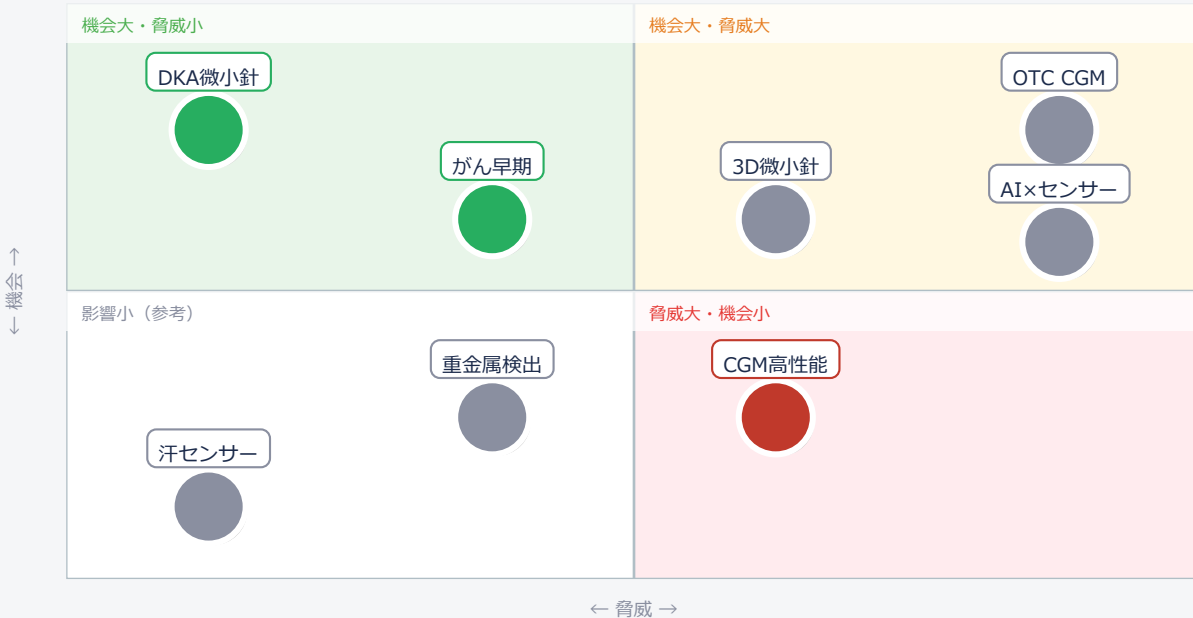 機会大・脅威小
機会大・脅威大
DKA微小針
OTC CGM
がん早期
3D微小針
AI×センサー
← 機会 →
影響小（参考）
脅威大・機会小
重金属検出
CGM高性能
汗センサー
← 脅威 →